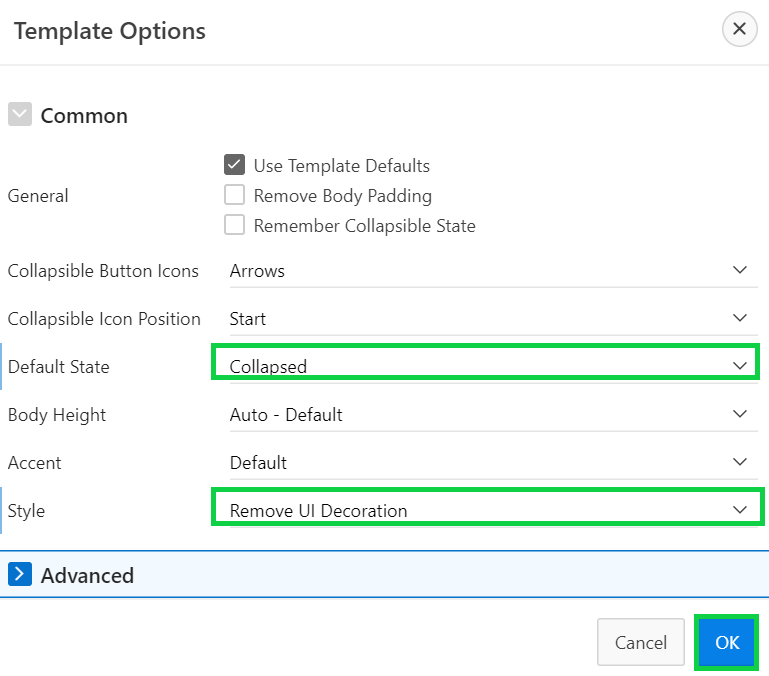 Template Options
Common
General
Use Template Defaults
Remove Body Padding
Remember Collapsible State
Collapsible Button Icons Arrows
Collapsible Icon Position Start
Default State Collapsed
Body Height Auto - Default
Accent Default
Style Remove UI Decoration
Advanced
Cancel OK